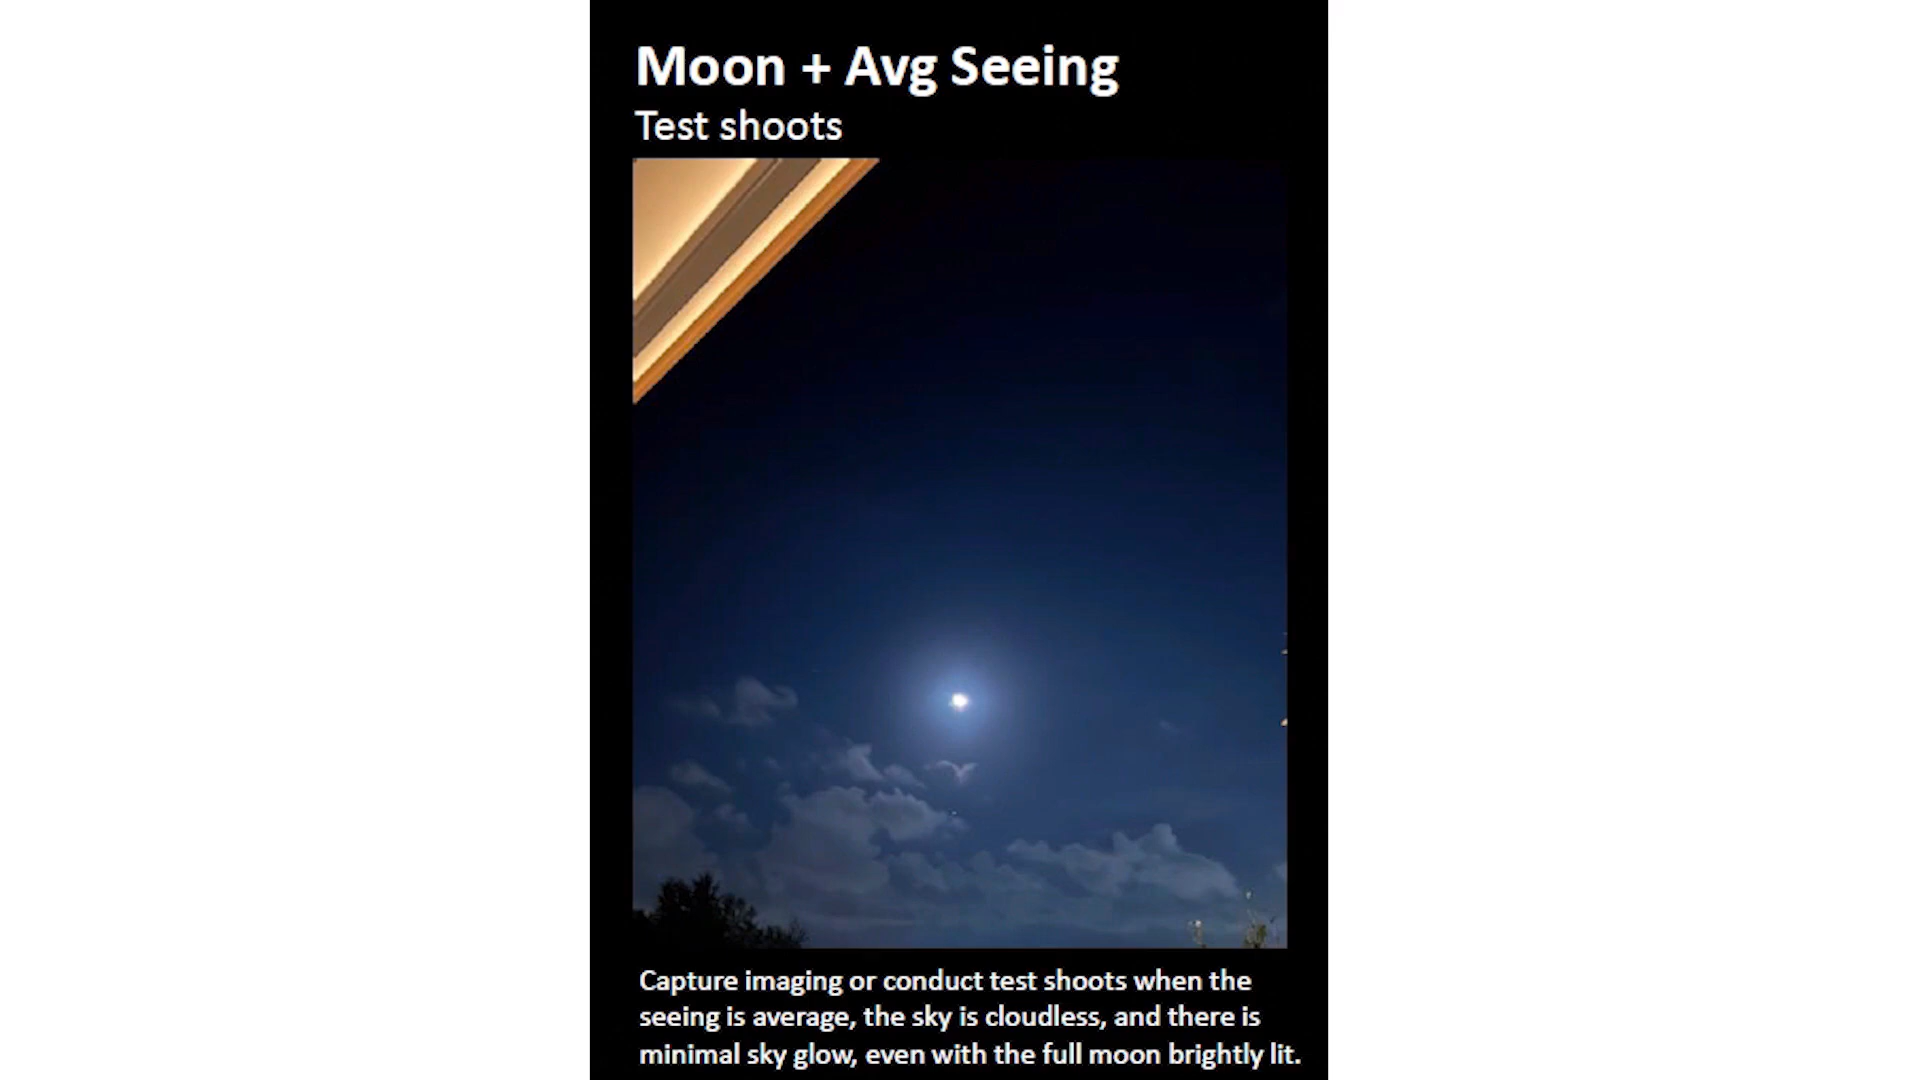 Moon + Avg Seeing
Test shoots
Capture imaging or conduct test shoots when the
seeing is average, the sky is cloudless, and there is
minimal sky glow, even with the full moon brightly lit.